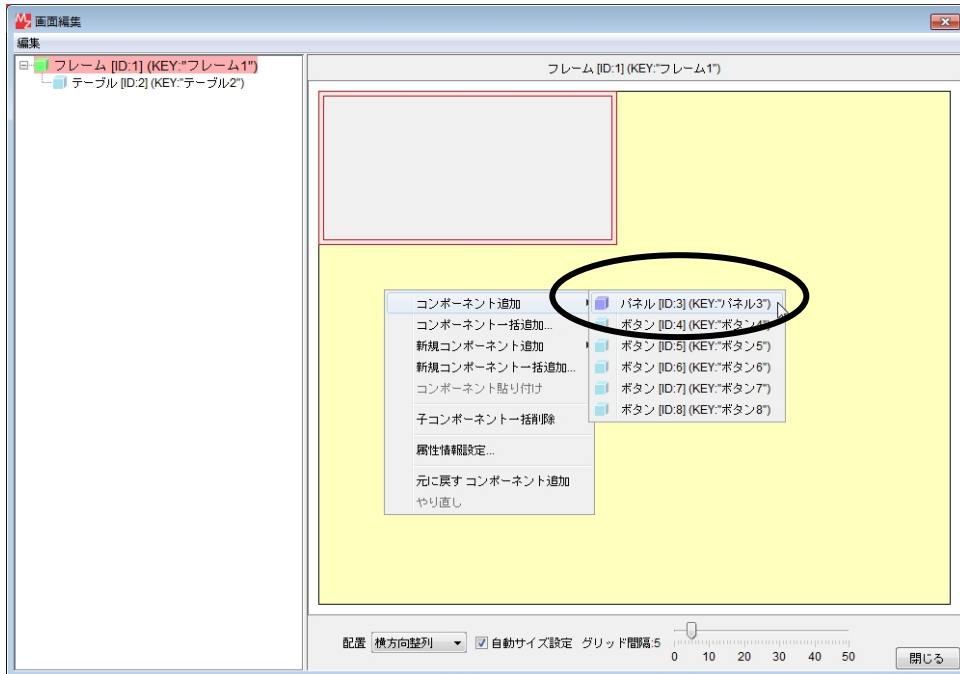 画面編集
編集
フレーム [ID:1] (KEY:"フレーム1")
テーブル [ID:2] (KEY:"テーブル2")
フレーム [ID:1] (KEY:"フレーム1")
コンポーネント追加
コンポーネント一括追加...
新規コンポーネント追加
新規コンポーネント一括追加...
コンポーネント貼り付け
子コンポーネント一括削除
属性情報設定...
元に戻す コンポーネント追加
やり直し
パネル [ID:3] (KEY:"パネル3")
ボタン [ID:4] (KEY:"ボタン4")
ボタン [ID:5] (KEY:"ボタン5")
ボタン [ID:6] (KEY:"ボタン6")
ボタン [ID:7] (KEY:"ボタン7")
ボタン [ID:8] (KEY:"ボタン8")
配置 横方向整列 自動サイズ設定 グリッド間隔:5
0 10 20 30 40 50
閉じる